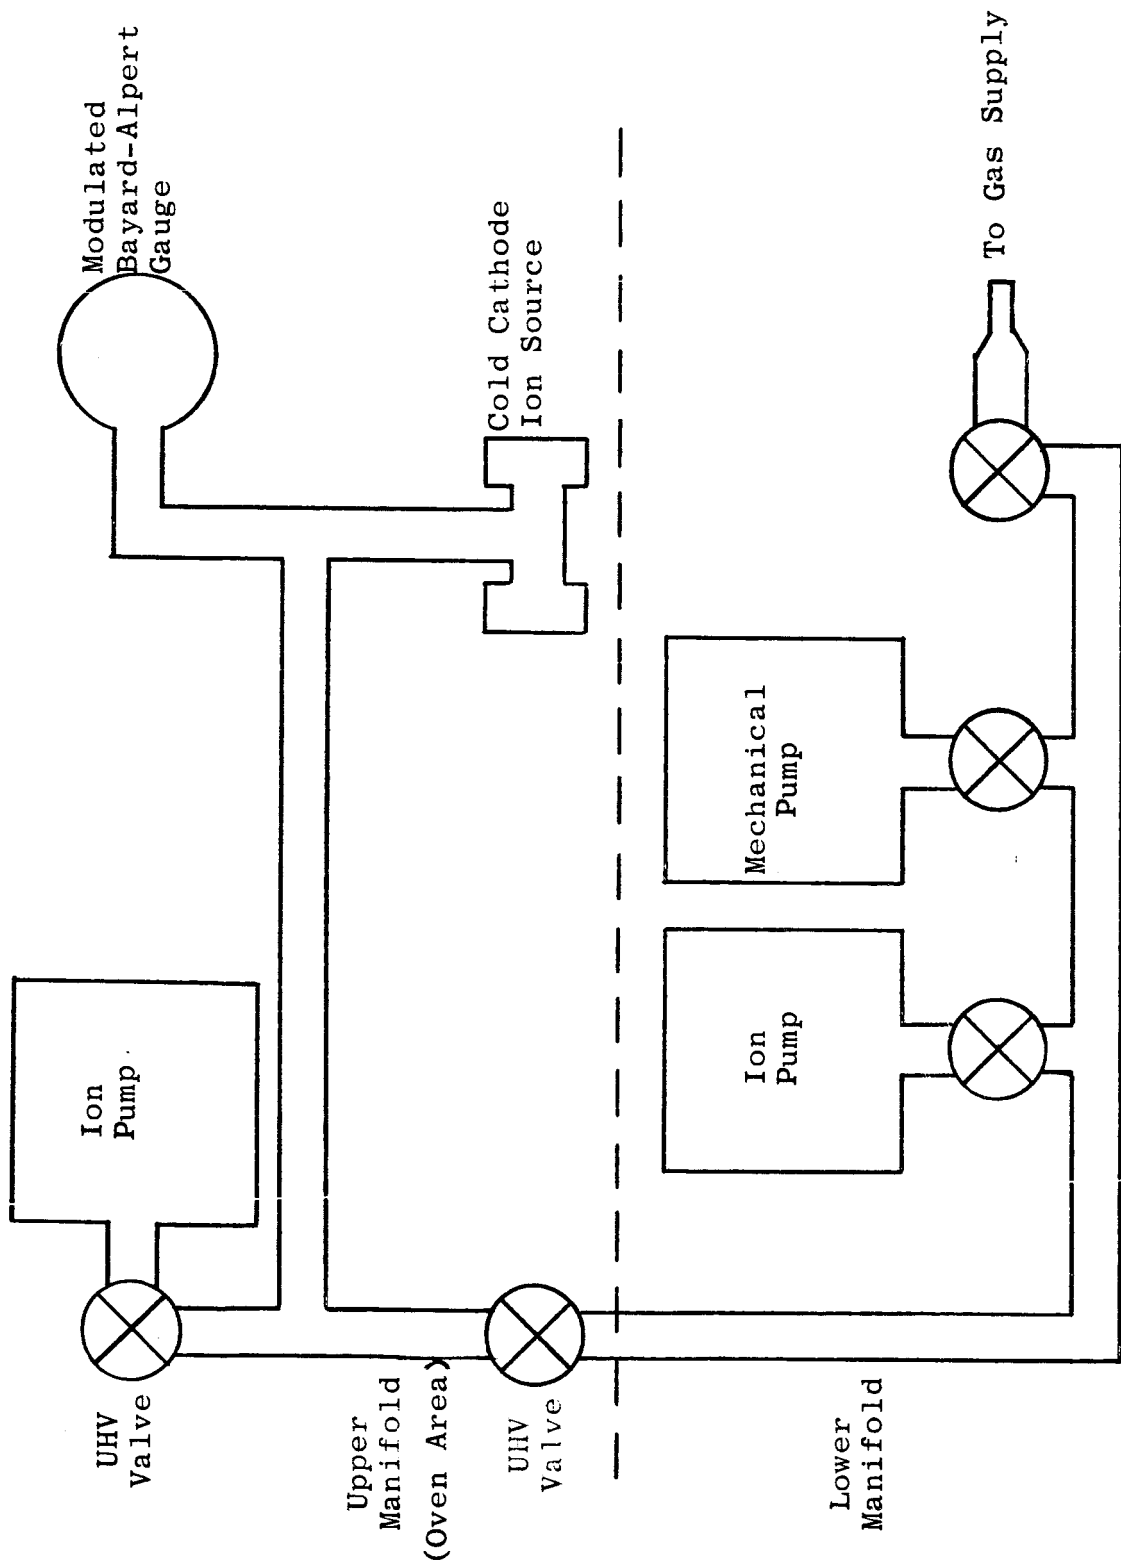 UHV
Valve
Ion
Pump
Modulated
Bayard-Alpert
Gauge
Upper
Manifold
(Oven Area)
UHV
Valve
Cold Cathode
Ion Source
Lower
Manifold
Ion
Pump
Mechanical
Pump
To Gas Supply